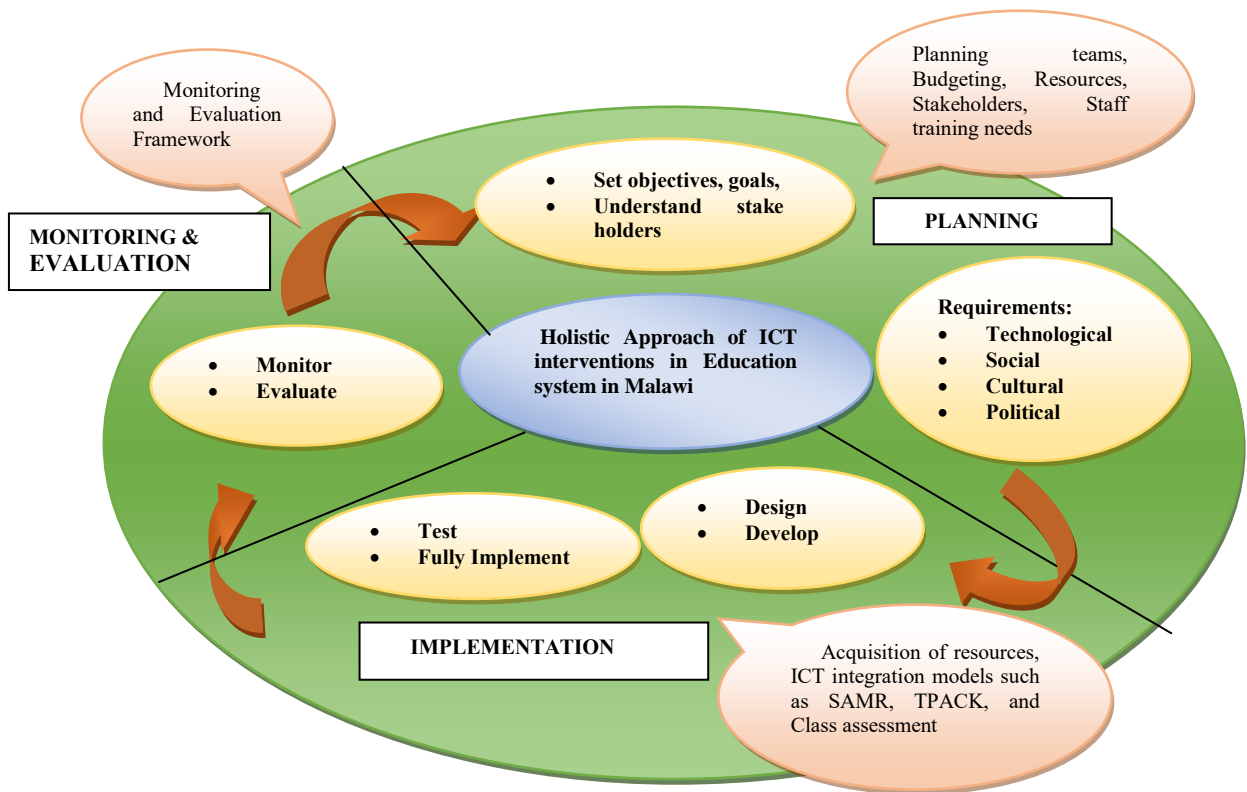 Monitoring
and Evaluation
Framework
Planning teams,
Budgeting, Resources,
Stakeholders, Staff
training needs
• Set objectives, goals,
• Understand stake
holders
MONITORING &
EVALUATION
PLANNING
Requirements:
• Technological
• Social
• Cultural
• Political
Holistic Approach of ICT
interventions in Education
system in Malawi
• Monitor
• Evaluate
• Design
• Develop
• Test
• Fully Implement
IMPLEMENTATION
Acquisition of resources,
ICT integration models such
as SAMR, TPACK, and
Class assessment